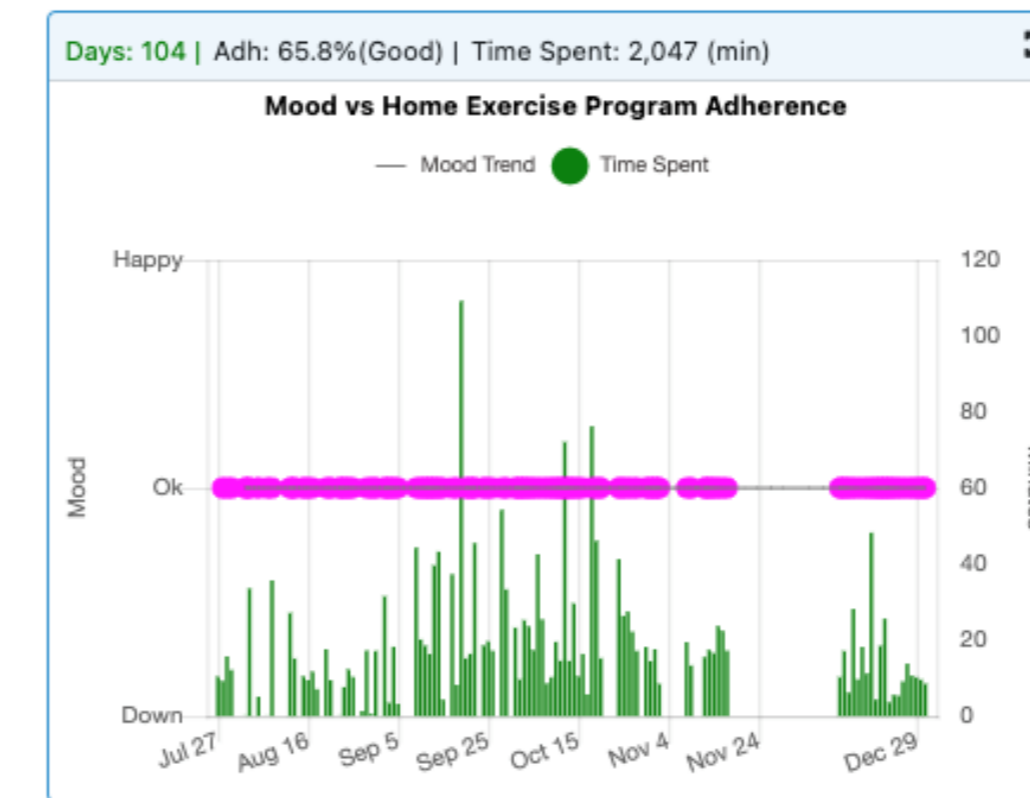 Days: 104 | Adh: 65.8%(Good) | Time Spent: 2,047 (min)
Mood vs Home Exercise Program Adherence
Mood Trend Time Spent
Happy 120
100
80
Mood
Ok 60
40
20
Down 0
Jul 27 Aug 16 Sep 5 Sep 25 Oct 15 Nov 4 Nov 24 Dec 29